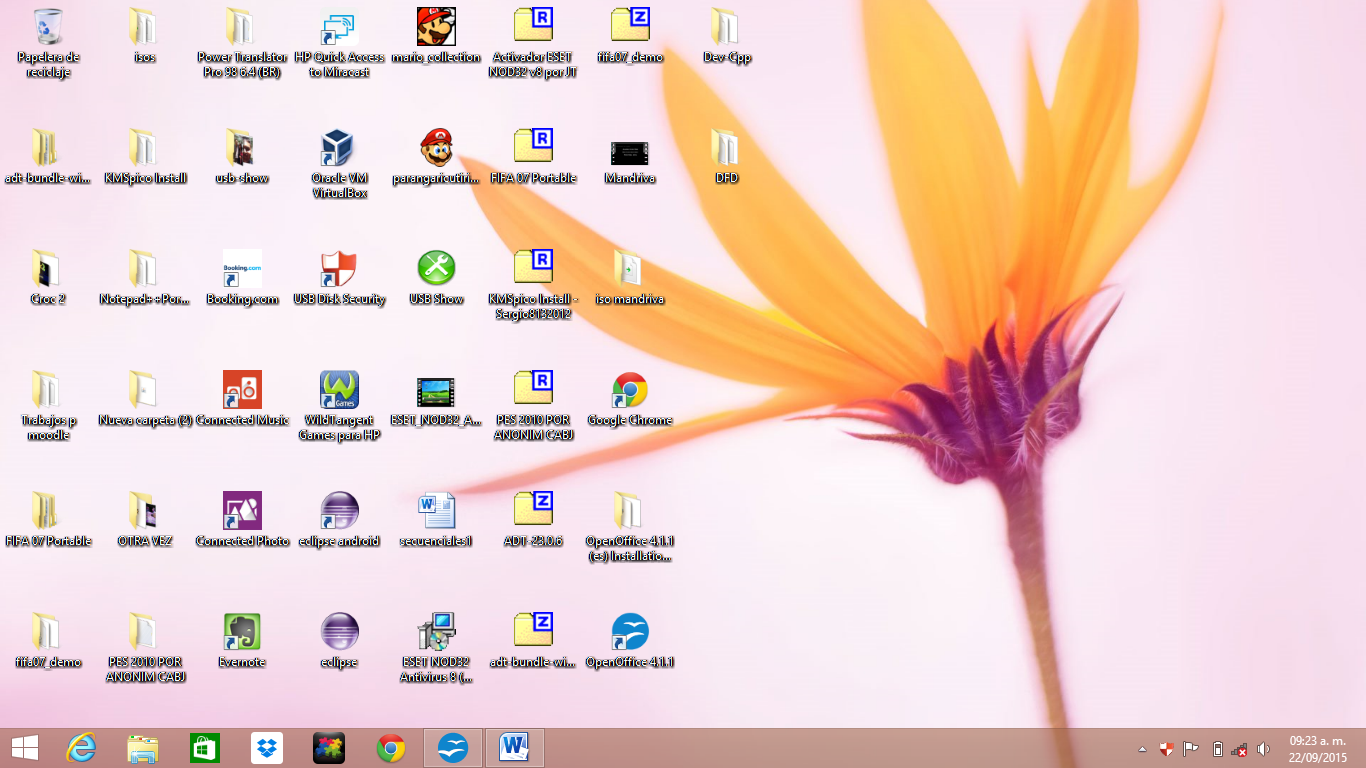 Papelera de
reciclaje
isos
Power Translator
Pro 98 6.4 (BR)
HP Quick Access
to Miracast
mario_collection
Activador ESET
NOD32 v8 por JT
fifa07_demo
Dev-Cpp
adt-bundle-wi...
KMSpico Install
usb-show
Oracle VM
VirtualBox
parangaricutiri...
FIFA 07 Portable
Mandriva
DFD
Croc 2
Notepad++Por...
Booking.com
Booking.com
USB Disk Security
USB Show
KMSpico Install -
Sergio8132012
iso mandriva
Trabajos p
moodle
Nueva carpeta (2)
Connected Music
Games
WildTangent
Games para HP
ESET_NOD32_A...
PES 2010 POR
ANONIM CABJ
Google Chrome
FIFA 07 Portable
OTRA VEZ
Connected Photo
eclipse android
secuenciales1
ADT-23.0.6
OpenOffice 4.1.1
(es) Installatio...
fifa07_demo
PES 2010 POR
ANONIM CABJ
Evernote
eclipse
ESET NOD32
Antivirus 8 (...
adt-bundle-wi...
OpenOffice 4.1.1
09:23 a. m.
22/09/2015